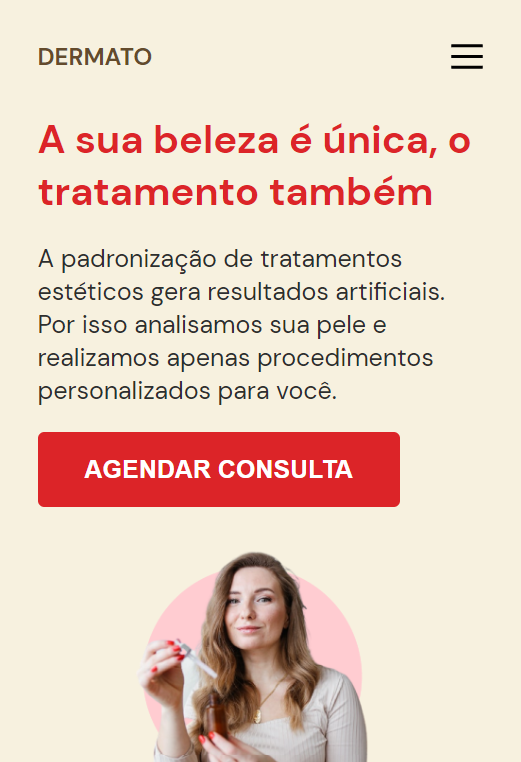 DERMATO
A sua beleza é única, o
tratamento também
A padronização de tratamentos
estéticos gera resultados artificiais.
Por isso analisamos sua pele e
realizamos apenas procedimentos
personalizados para você.
AGENDAR CONSULTA